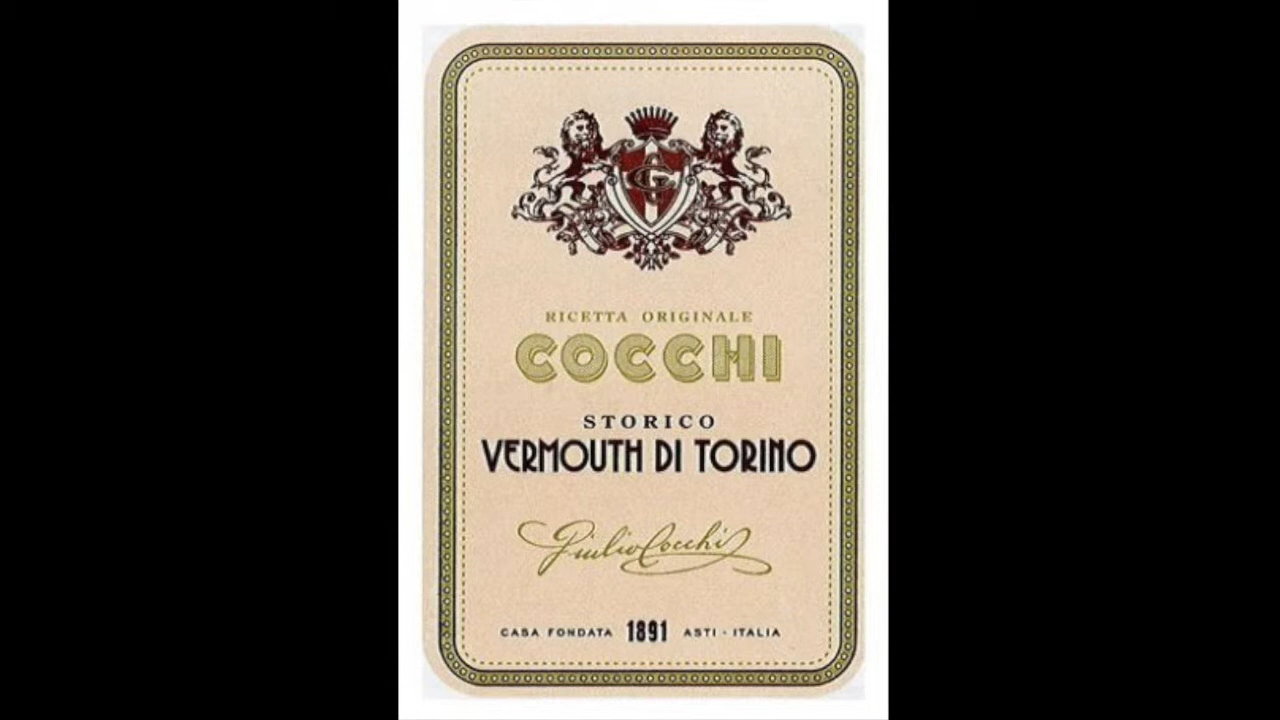 RICETTA ORIGINALE
COCCHI
STORICO
VERMOUTH DI TORINO
Giulio Cocchi
CASA FONDATA 1891 ASTI - ITALIA